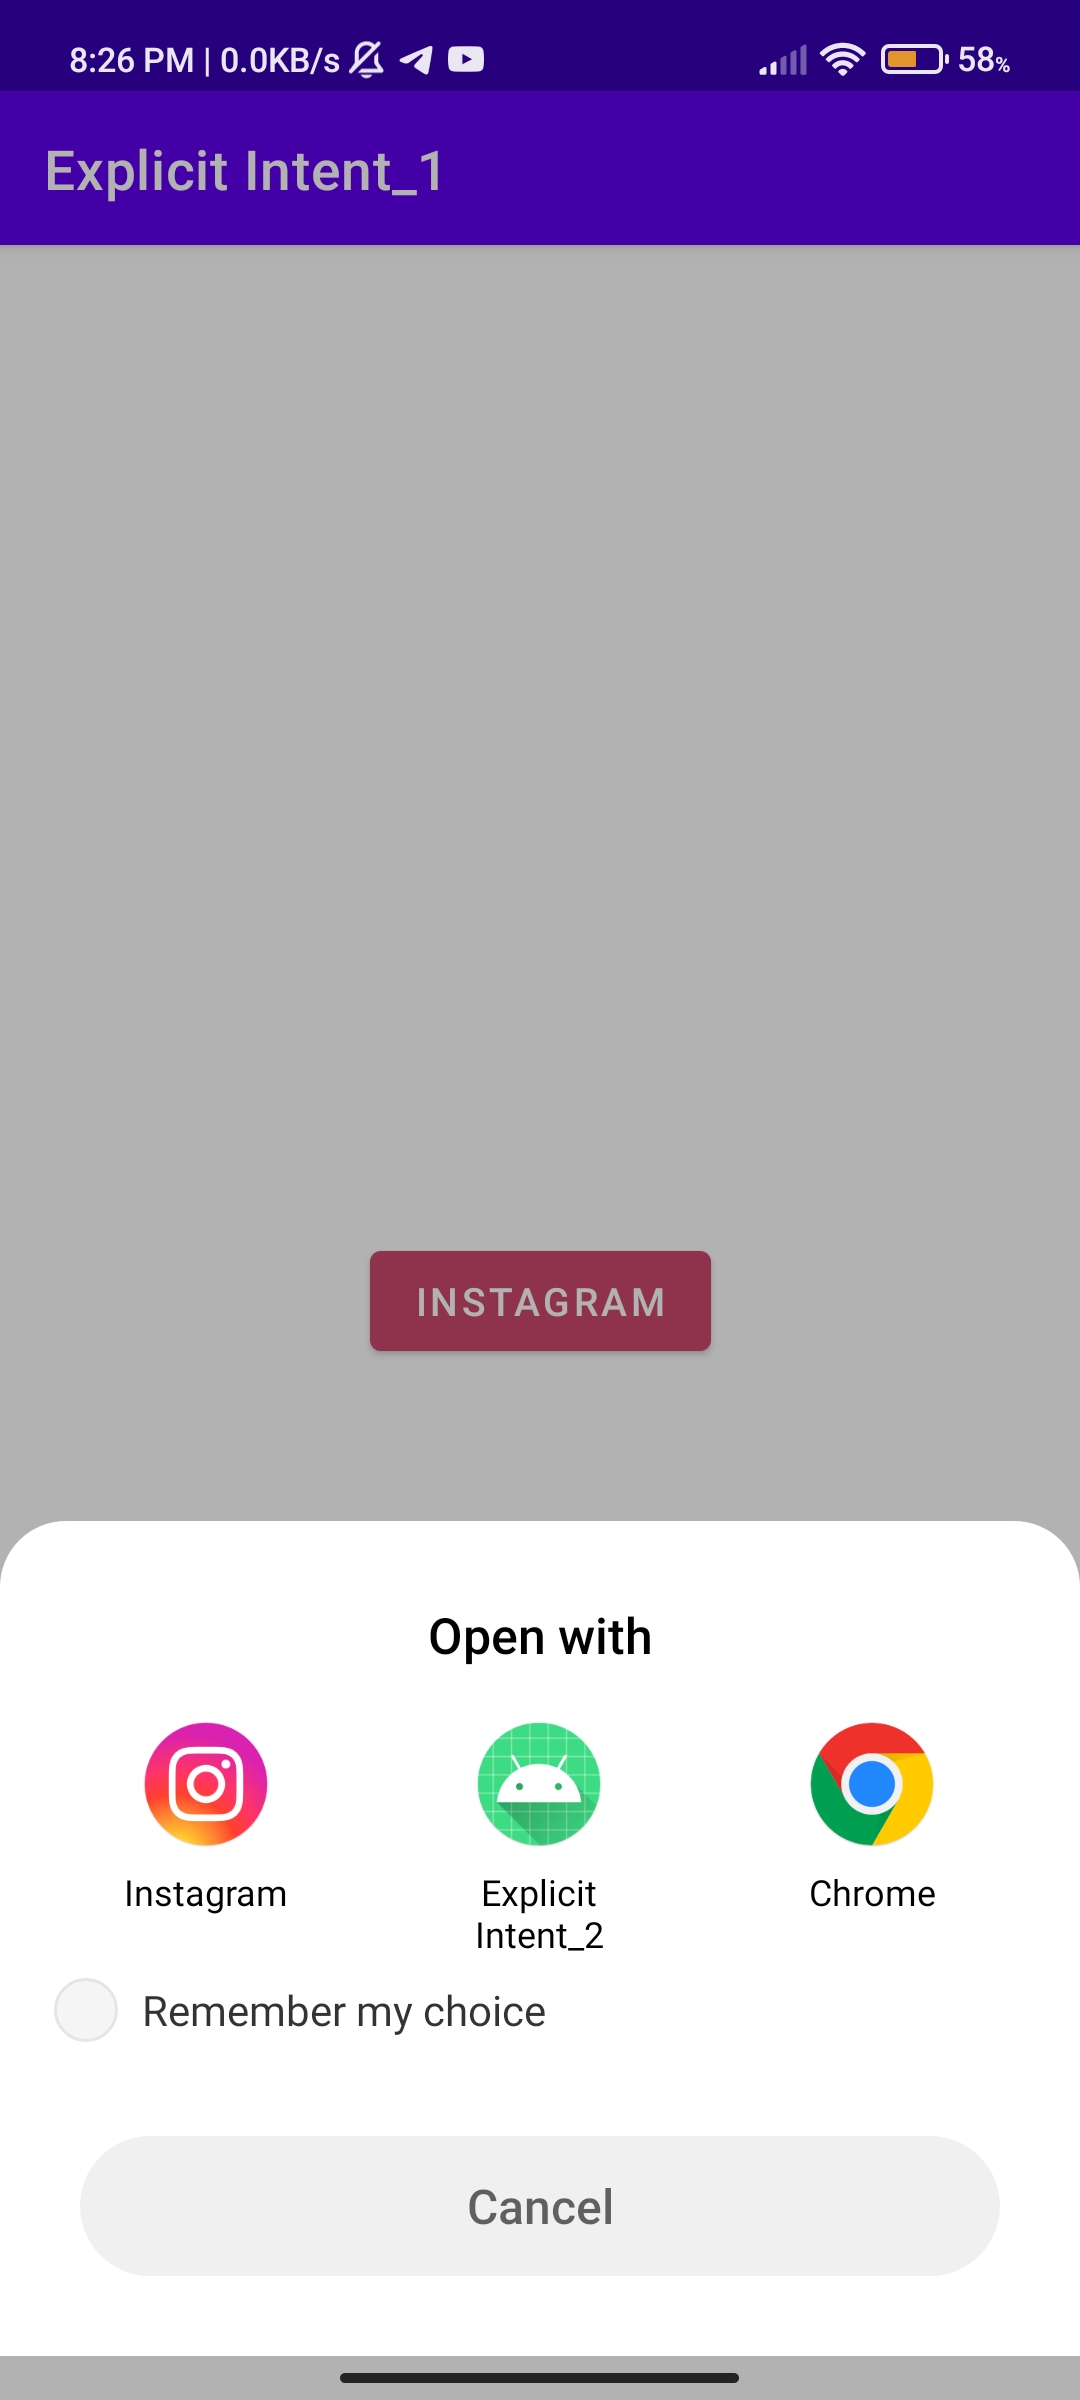 8:26 PM | 0.0KB/s 58%
Explicit Intent_1
INSTAGRAM
Open with
Instagram
Explicit
Intent_2
Chrome
Remember my choice
Cancel